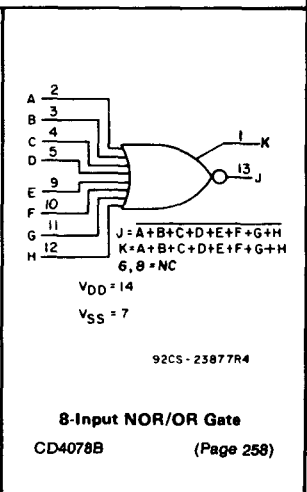 A 2
B 3
C 4
D 5
E 9
F 10
G 11
H 12
1 K
13 J
J=A+B+C+D+E+F+G+H
K=A+B+C+D+E+F+G+H
6, 8 = NC
VDD = 14
VSS = 7
92CS-23877R4
8-Input NOR/OR Gate
CD4078B (Page 258)